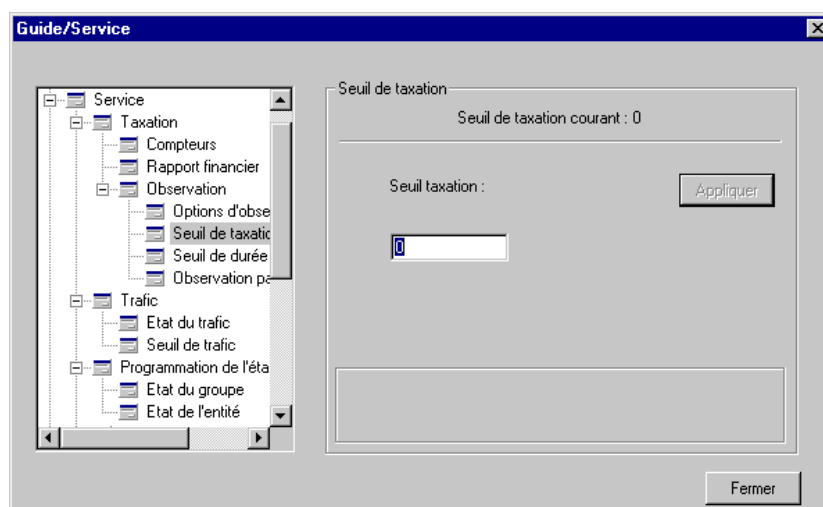 Guide/Service
Service
Taxation
Compteurs
Rapport financier
Observation
Options d'obse
Seuil de taxatic
Seuil de durée
Observation pa
Trafic
Etat du trafic
Seuil de trafic
Programmation de l'éta
Etat du groupe
Etat de l'entité
Seuil de taxation
Seuil de taxation courant : 0
Seuil taxation :
Appliquer
0
Fermer